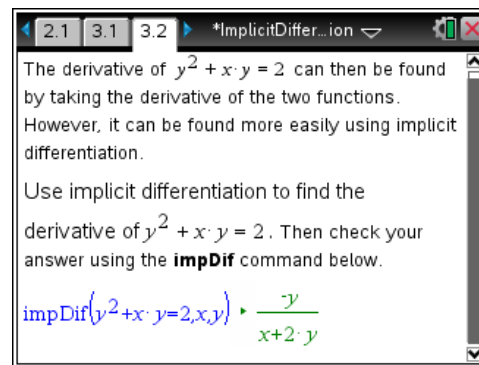 2.1 3.1 3.2 *ImplicitDiffer...ion
The derivative of y² + x·y = 2 can then be found
by taking the derivative of the two functions.
However, it can be found more easily using implicit
differentiation.
Use implicit differentiation to find the
derivative of y² + x·y = 2. Then check your
answer using the impDif command below.
impDif(y²+x·y=2,x,y) ▸ -y/(x+2·y)